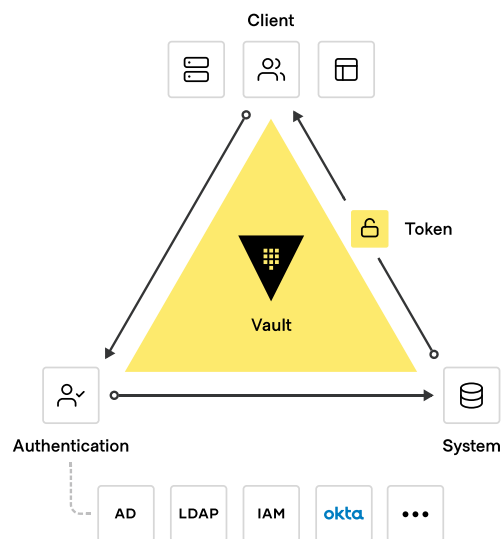 Client
Token
Vault
Authentication
System
AD
LDAP
IAM
okta
•••